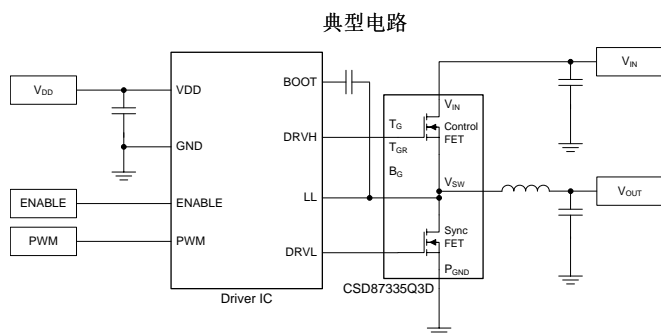 典型电路
VDD
VDD
GND
ENABLE
ENABLE
PWM
PWM
BOOT
DRVH
LL
DRVL
Driver IC
VIN
TG
TGR
BG
Control
FET
VSW
Sync
FET
PGND
CSD87335Q3D
VIN
VOUT